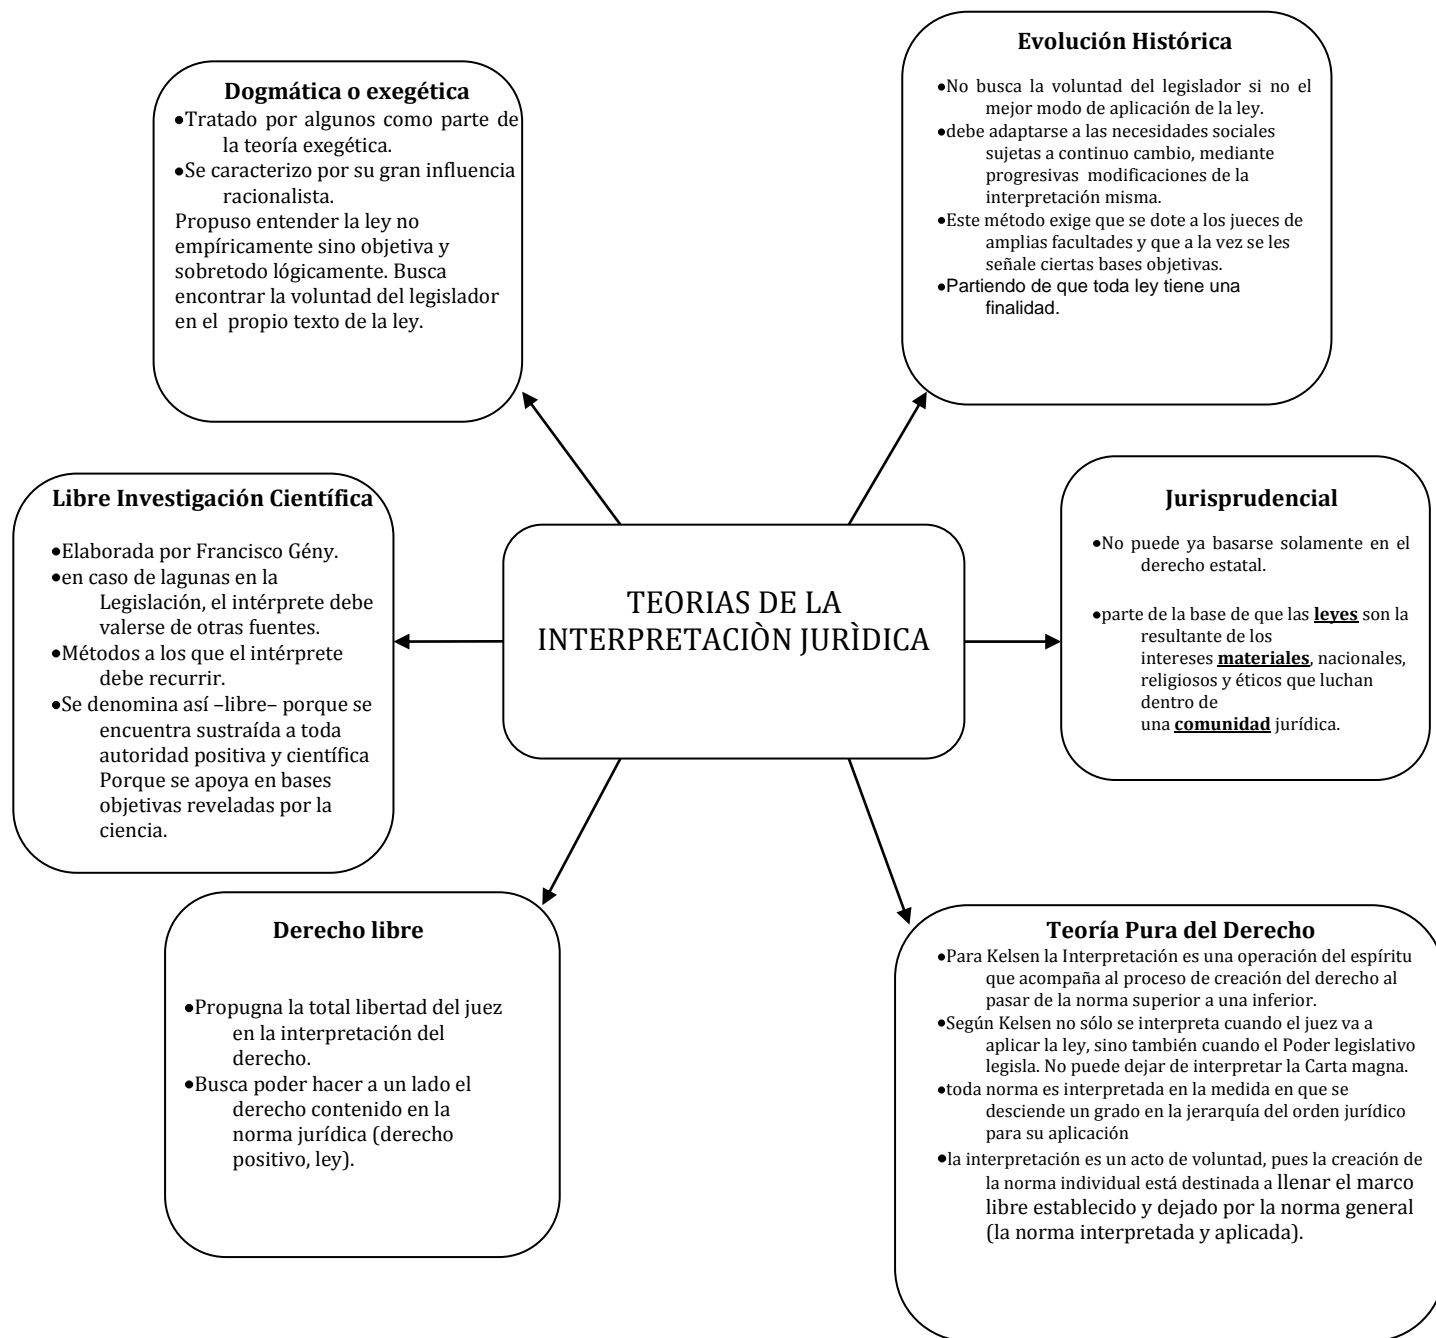 Dogmática o exegética
•Tratado por algunos como parte de
la teoría exegética.
•Se caracterizo por su gran influencia
racionalista.
Propuso entender la ley no
empíricamente sino objetiva y
sobretodo lógicamente. Busca
encontrar la voluntad del legislador
en el propio texto de la ley.
Evolución Histórica
•No busca la voluntad del legislador si no el
mejor modo de aplicación de la ley.
•debe adaptarse a las necesidades sociales
sujetas a continuo cambio, mediante
progresivas modificaciones de la
interpretación misma.
•Este método exige que se dote a los jueces de
amplias facultades y que a la vez se les
señale ciertas bases objetivas.
•Partiendo de que toda ley tiene una
finalidad.
Libre Investigación Científica
•Elaborada por Francisco Gény.
•en caso de lagunas en la
Legislación, el intérprete debe
valerse de otras fuentes.
•Métodos a los que el intérprete
debe recurrir.
•Se denomina así –libre– porque se
encuentra sustraída a toda
autoridad positiva y científica
Porque se apoya en bases
objetivas reveladas por la
ciencia.
TEORIAS DE LA
INTERPRETACIÒN JURÌDICA
Jurisprudencial
•No puede ya basarse solamente en el
derecho estatal.
•parte de la base de que las leyes son la
resultante de los
intereses materiales, nacionales,
religiosos y éticos que luchan
dentro de
una comunidad jurídica.
Derecho libre
•Propugna la total libertad del juez
en la interpretación del
derecho.
•Busca poder hacer a un lado el
derecho contenido en la
norma jurídica (derecho
positivo, ley).
Teoría Pura del Derecho
•Para Kelsen la Interpretación es una operación del espíritu
que acompaña al proceso de creación del derecho al
pasar de la norma superior a una inferior.
•Según Kelsen no sólo se interpreta cuando el juez va a
aplicar la ley, sino también cuando el Poder legislativo
legisla. No puede dejar de interpretar la Carta magna.
•toda norma es interpretada en la medida en que se
desciende un grado en la jerarquía del orden jurídico
para su aplicación
•la interpretación es un acto de voluntad, pues la creación de
la norma individual está destinada a llenar el marco
libre establecido y dejado por la norma general
(la norma interpretada y aplicada).